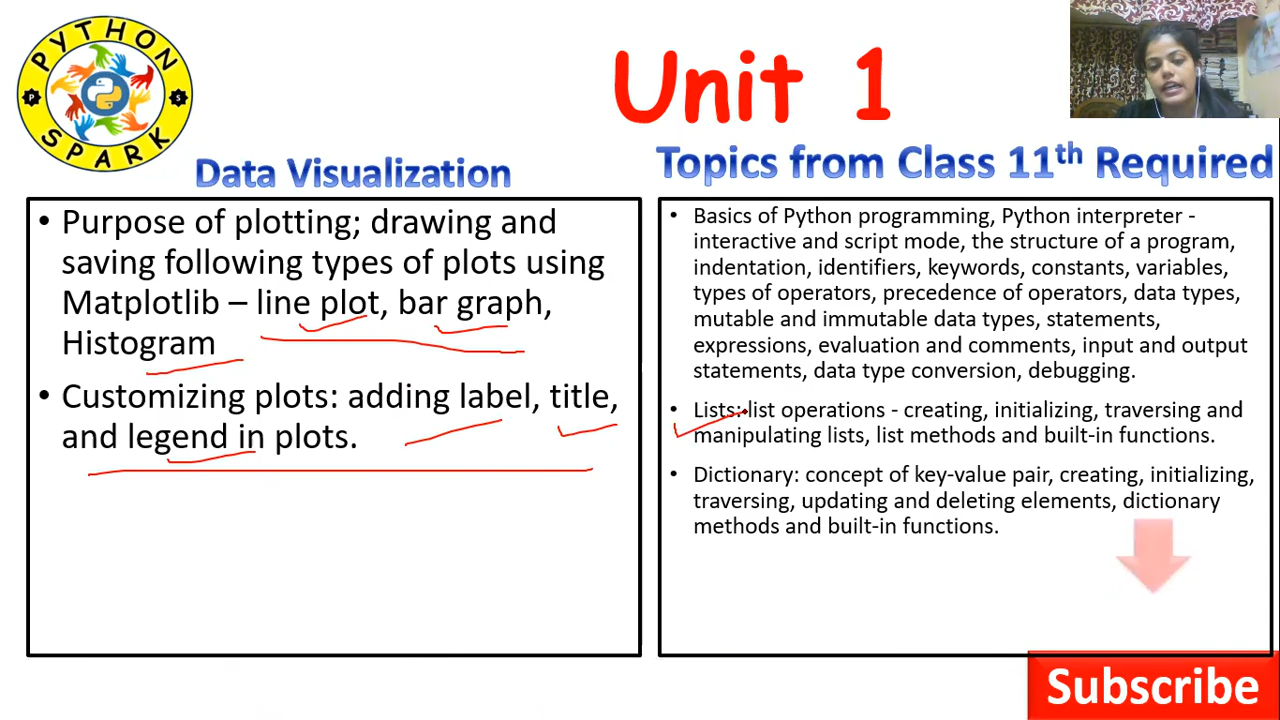 PYTHON
SPARK
P
S
Unit 1
Data Visualization
• Purpose of plotting; drawing and
saving following types of plots using
Matplotlib – line plot, bar graph,
Histogram
• Customizing plots: adding label, title,
and legend in plots.
Topics from Class 11th Required
• Basics of Python programming, Python interpreter -
interactive and script mode, the structure of a program,
indentation, identifiers, keywords, constants, variables,
types of operators, precedence of operators, data types,
mutable and immutable data types, statements,
expressions, evaluation and comments, input and output
statements, data type conversion, debugging.
• Lists: list operations - creating, initializing, traversing and
manipulating lists, list methods and built-in functions.
• Dictionary: concept of key-value pair, creating, initializing,
traversing, updating and deleting elements, dictionary
methods and built-in functions.
Subscribe